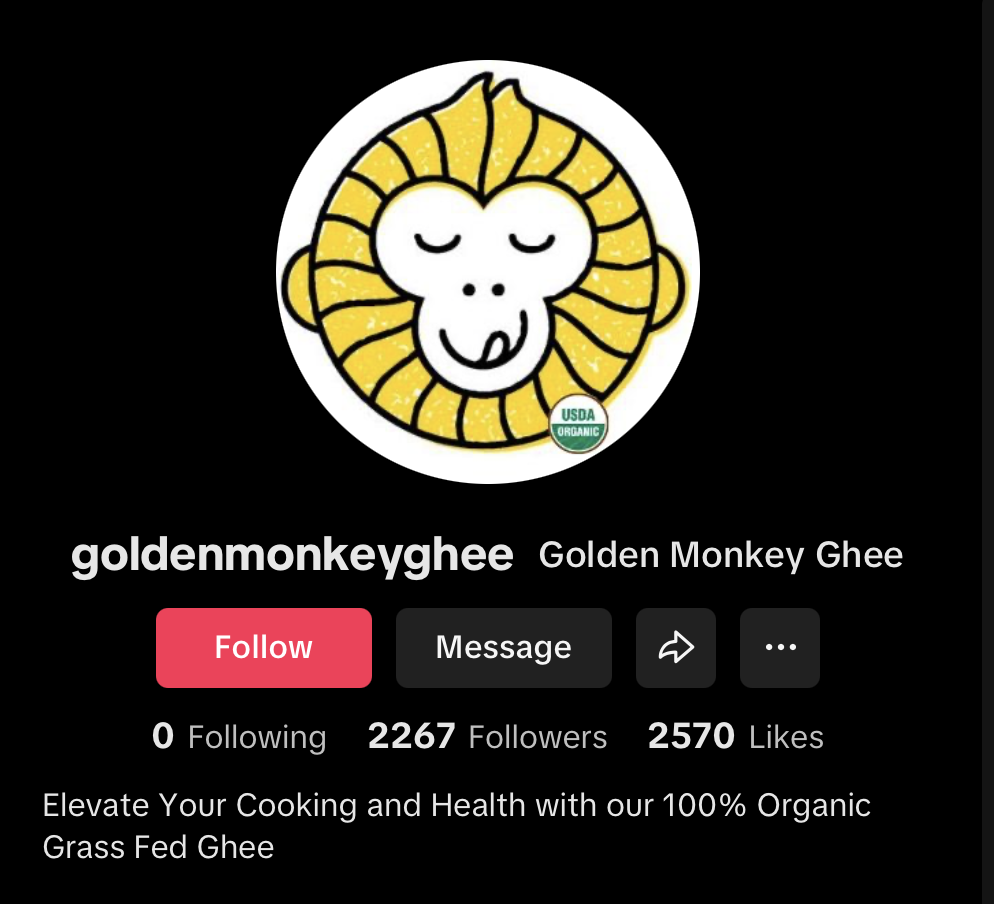 USDA
ORGANIC
goldenmonkeyghee Golden Monkey Ghee
Follow Message
0 Following 2267 Followers 2570 Likes
Elevate Your Cooking and Health with our 100% Organic
Grass Fed Ghee